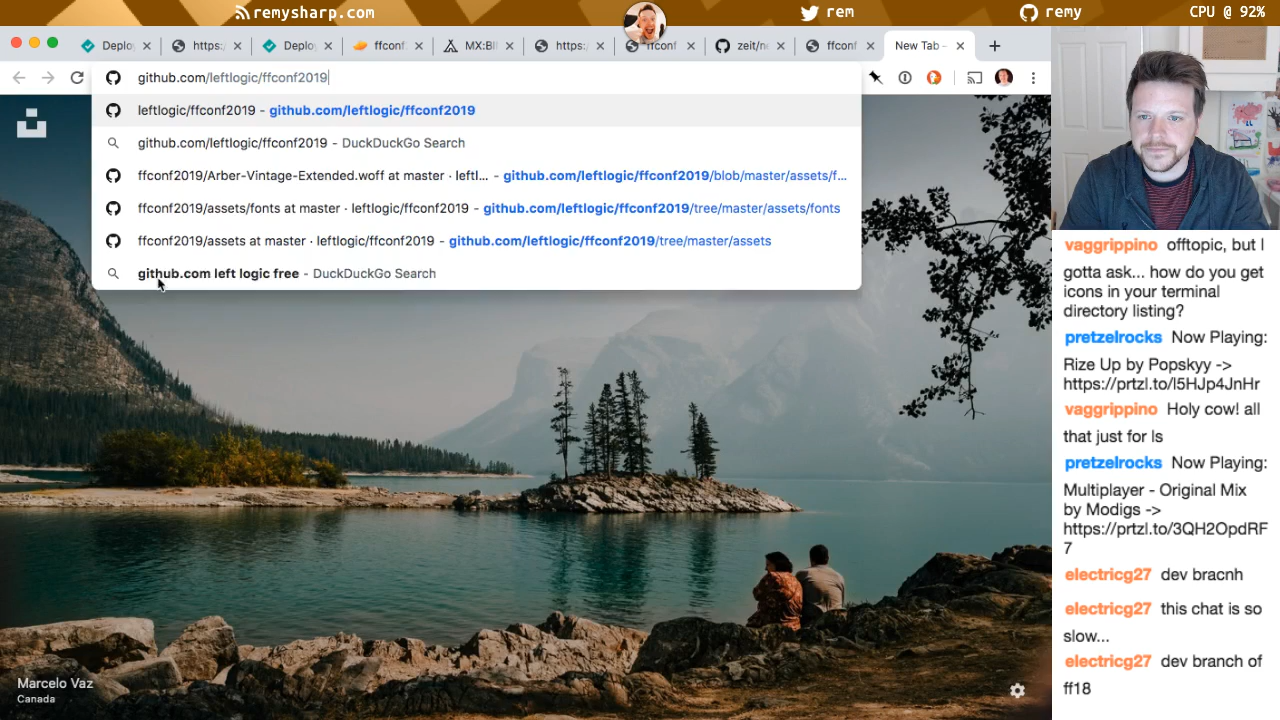 remysharp.com
rem
remy
CPU @ 92%
Deplo
https:
Deplo
ffconf
MX:Bl
https:
ffconf
zeit/n
ffconf
New Tab
github.com/leftlogic/ffconf2019
leftlogic/ffconf2019 - github.com/leftlogic/ffconf2019
github.com/leftlogic/ffconf2019 - DuckDuckGo Search
ffconf2019/Arber-Vintage-Extended.woff at master · leftl... - github.com/leftlogic/ffconf2019/blob/master/assets/f...
ffconf2019/assets/fonts at master · leftlogic/ffconf2019 - github.com/leftlogic/ffconf2019/tree/master/assets/fonts
ffconf2019/assets at master · leftlogic/ffconf2019 - github.com/leftlogic/ffconf2019/tree/master/assets
github.com left logic free - DuckDuckGo Search
Marcelo Vaz
Canada
vaggrippino offtopic, but I
gotta ask... how do you get
icons in your terminal
directory listing?
pretzelrocks Now Playing:
Rize Up by Popskyy ->
https://prtzl.to/l5HJp4JnHr
vaggrippino Holy cow! all
that just for ls
pretzelrocks Now Playing:
Multiplayer - Original Mix
by Modigs ->
https://prtzl.to/3QH2OpdRF
7
electricg27 dev bracnh
electricg27 this chat is so
slow...
electricg27 dev branch of
ff18